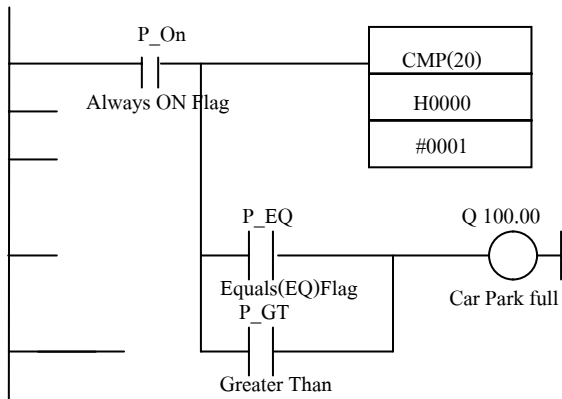 P_On
CMP(20)
Always ON Flag
H0000
#0001
P_EQ
Q 100.00
Equals(EQ)Flag
Car Park full
P_GT
Greater Than